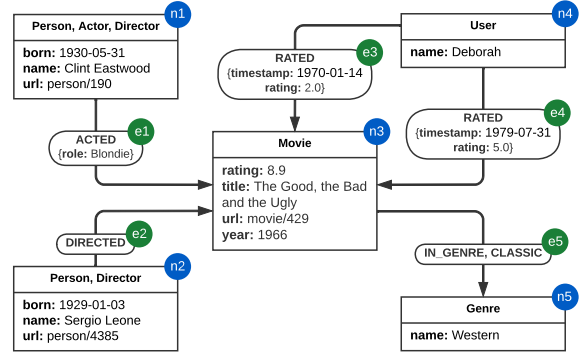 n1
Person, Actor, Director
born: 1930-05-31
name: Clint Eastwood
url: person/190
n4
User
name: Deborah
e3
RATED
{timestamp: 1970-01-14
rating: 2.0}
e1
ACTED
{role: Blondie}
e4
RATED
{timestamp: 1979-07-31
rating: 5.0}
n3
Movie
rating: 8.9
title: The Good, the Bad
and the Ugly
url: movie/429
year: 1966
e2
DIRECTED
e5
IN_GENRE, CLASSIC
n2
Person, Director
born: 1929-01-03
name: Sergio Leone
url: person/4385
n5
Genre
name: Western